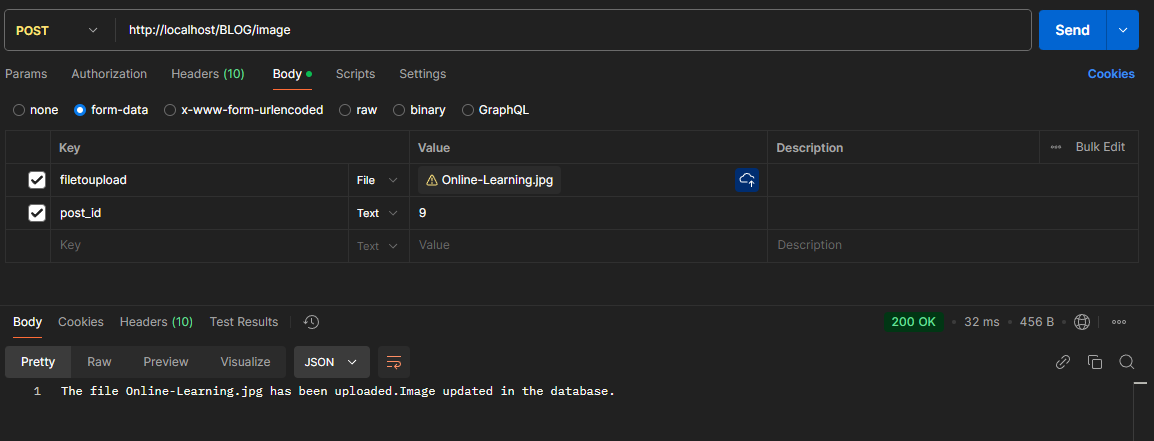 POST http://localhost/BLOG/image Send
Params Authorization Headers (10) Body Scripts Settings Cookies
none form-data x-www-form-urlencoded raw binary GraphQL
Key Value Description Bulk Edit
filetoupload File Online-Learning.jpg
post_id Text 9
Key Text Value Description
Body Cookies Headers (10) Test Results 200 OK 32 ms 456 B
Pretty Raw Preview Visualize JSON
1 The file Online-Learning.jpg has been uploaded.Image updated in the database.